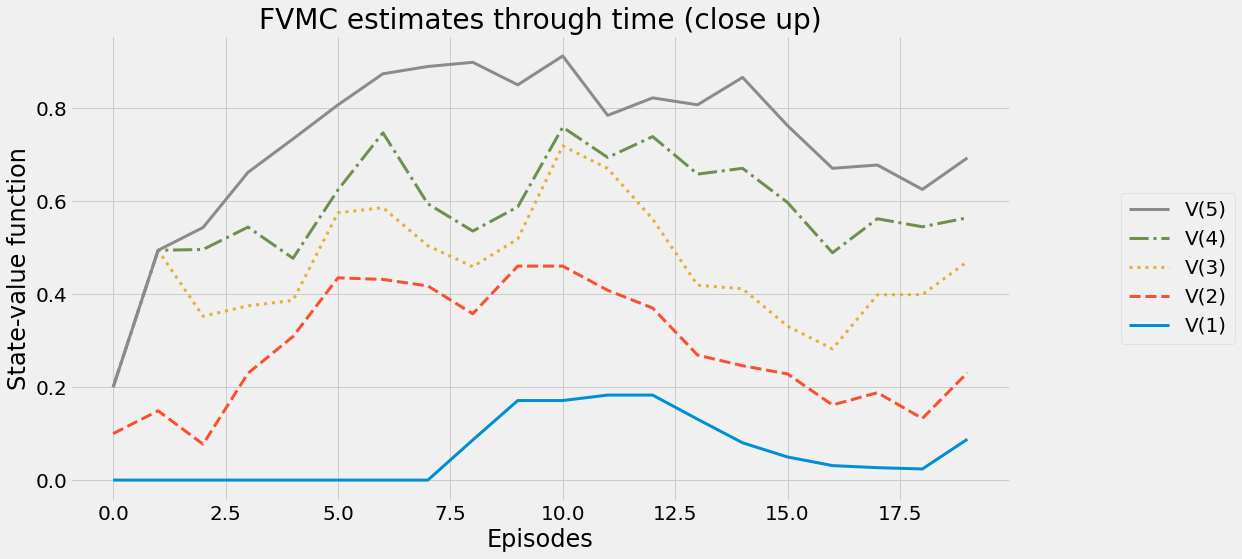 FVMC estimates through time (close up)
State-value function
0.8
0.6
0.4
0.2
0.0
0.0 2.5 5.0 7.5 10.0 12.5 15.0 17.5
Episodes
V(5)
V(4)
V(3)
V(2)
V(1)